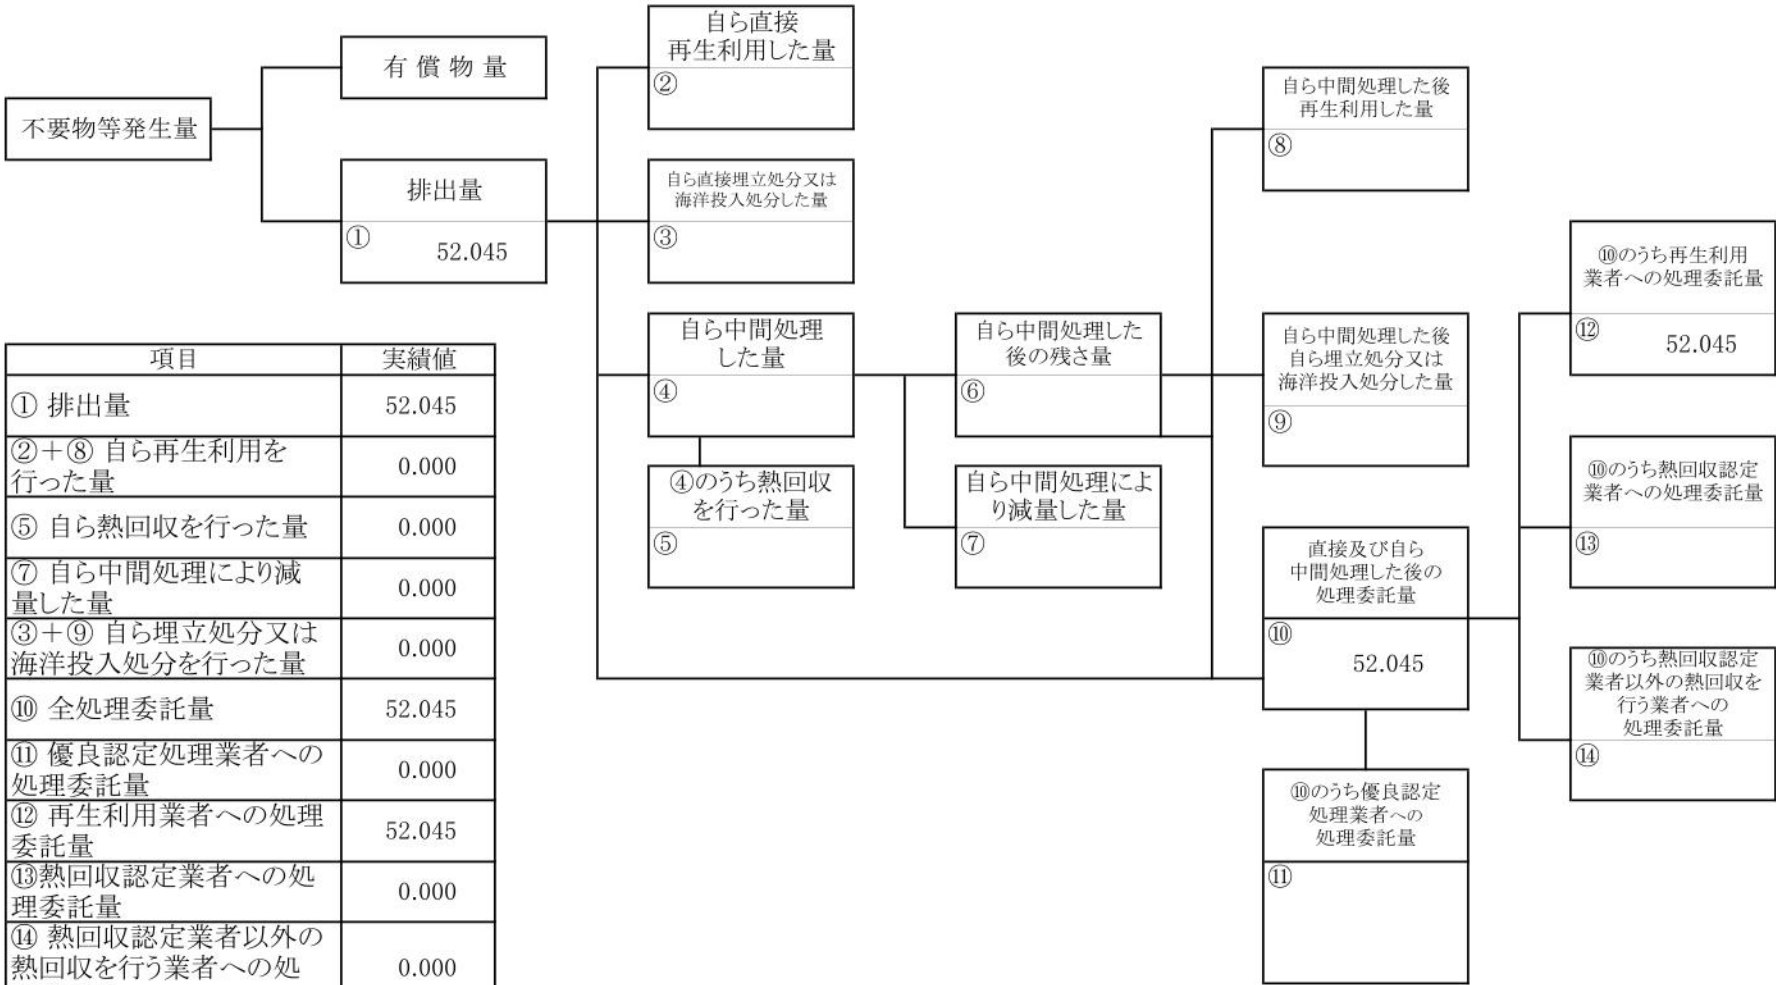 不要物等発生量
有 償 物 量
排出量
①
52.045
自ら直接
再生利用した量
②
自ら直接埋立処分又は
海洋投入処分した量
③
自ら中間処理
した量
④
④のうち熱回収
を行った量
⑤
自ら中間処理した
後の残さ量
⑥
自ら中間処理によ
り減量した量
⑦
自ら中間処理した後
再生利用した量
⑧
自ら中間処理した後
自ら埋立処分又は
海洋投入処分した量
⑨
直接及び自ら
中間処理した後の
処理委託量
⑩
52.045
⑩のうち優良認定
処理業者への
処理委託量
⑪
⑩のうち再生利用
業者への処理委託量
⑫
52.045
⑩のうち熱回収認定
業者への処理委託量
⑬
⑩のうち熱回収認定
業者以外の熱回収を
行う業者への
処理委託量
⑭
項目 実績値
① 排出量 52.045
②+⑧ 自ら再生利用を
行った量 0.000
⑤ 自ら熱回収を行った量 0.000
⑦ 自ら中間処理により減
量した量 0.000
③+⑨ 自ら埋立処分又は
海洋投入処分を行った量 0.000
⑩ 全処理委託量 52.045
⑪ 優良認定処理業者への
処理委託量 0.000
⑫ 再生利用業者への処理
委託量 52.045
⑬熱回収認定業者への処
理委託量 0.000
⑭ 熱回収認定業者以外の
熱回収を行う業者への処 0.000